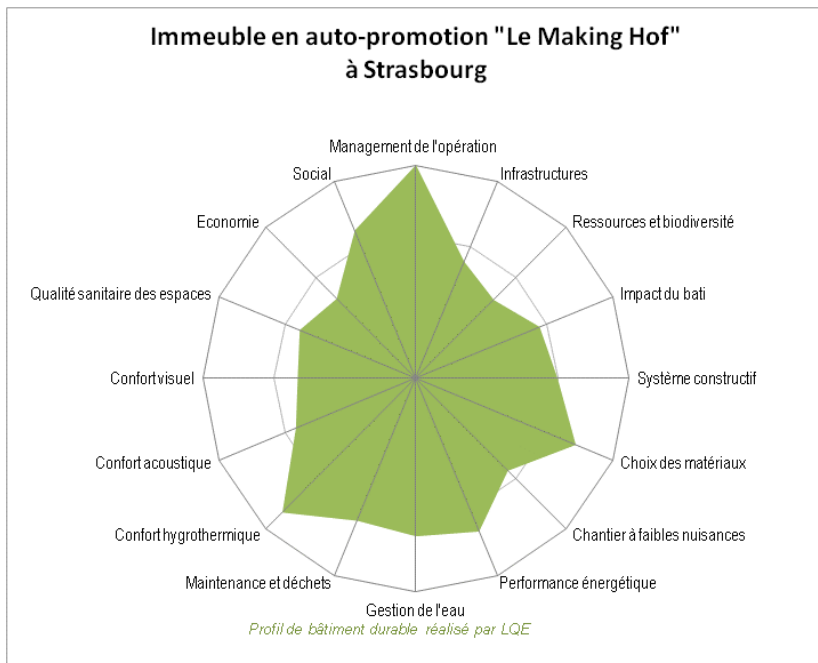 Immeuble en auto-promotion "Le Making Hof"
à Strasbourg
Management de l'opération
Infrastructures
Ressources et biodiversité
Impact du bati
Système constructif
Choix des matériaux
Chantier à faibles nuisances
Performance énergétique
Gestion de l'eau
Maintenance et déchets
Confort hygrothermique
Confort acoustique
Confort visuel
Qualité sanitaire des espaces
Economie
Social
Profil de bâtiment durable réalisé par LQE